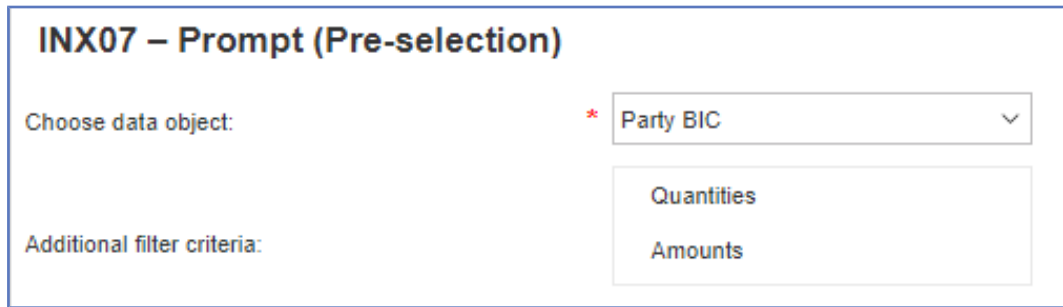 INX07 – Prompt (Pre-selection)
Choose data object: * Party BIC
Quantities
Additional filter criteria:
Amounts